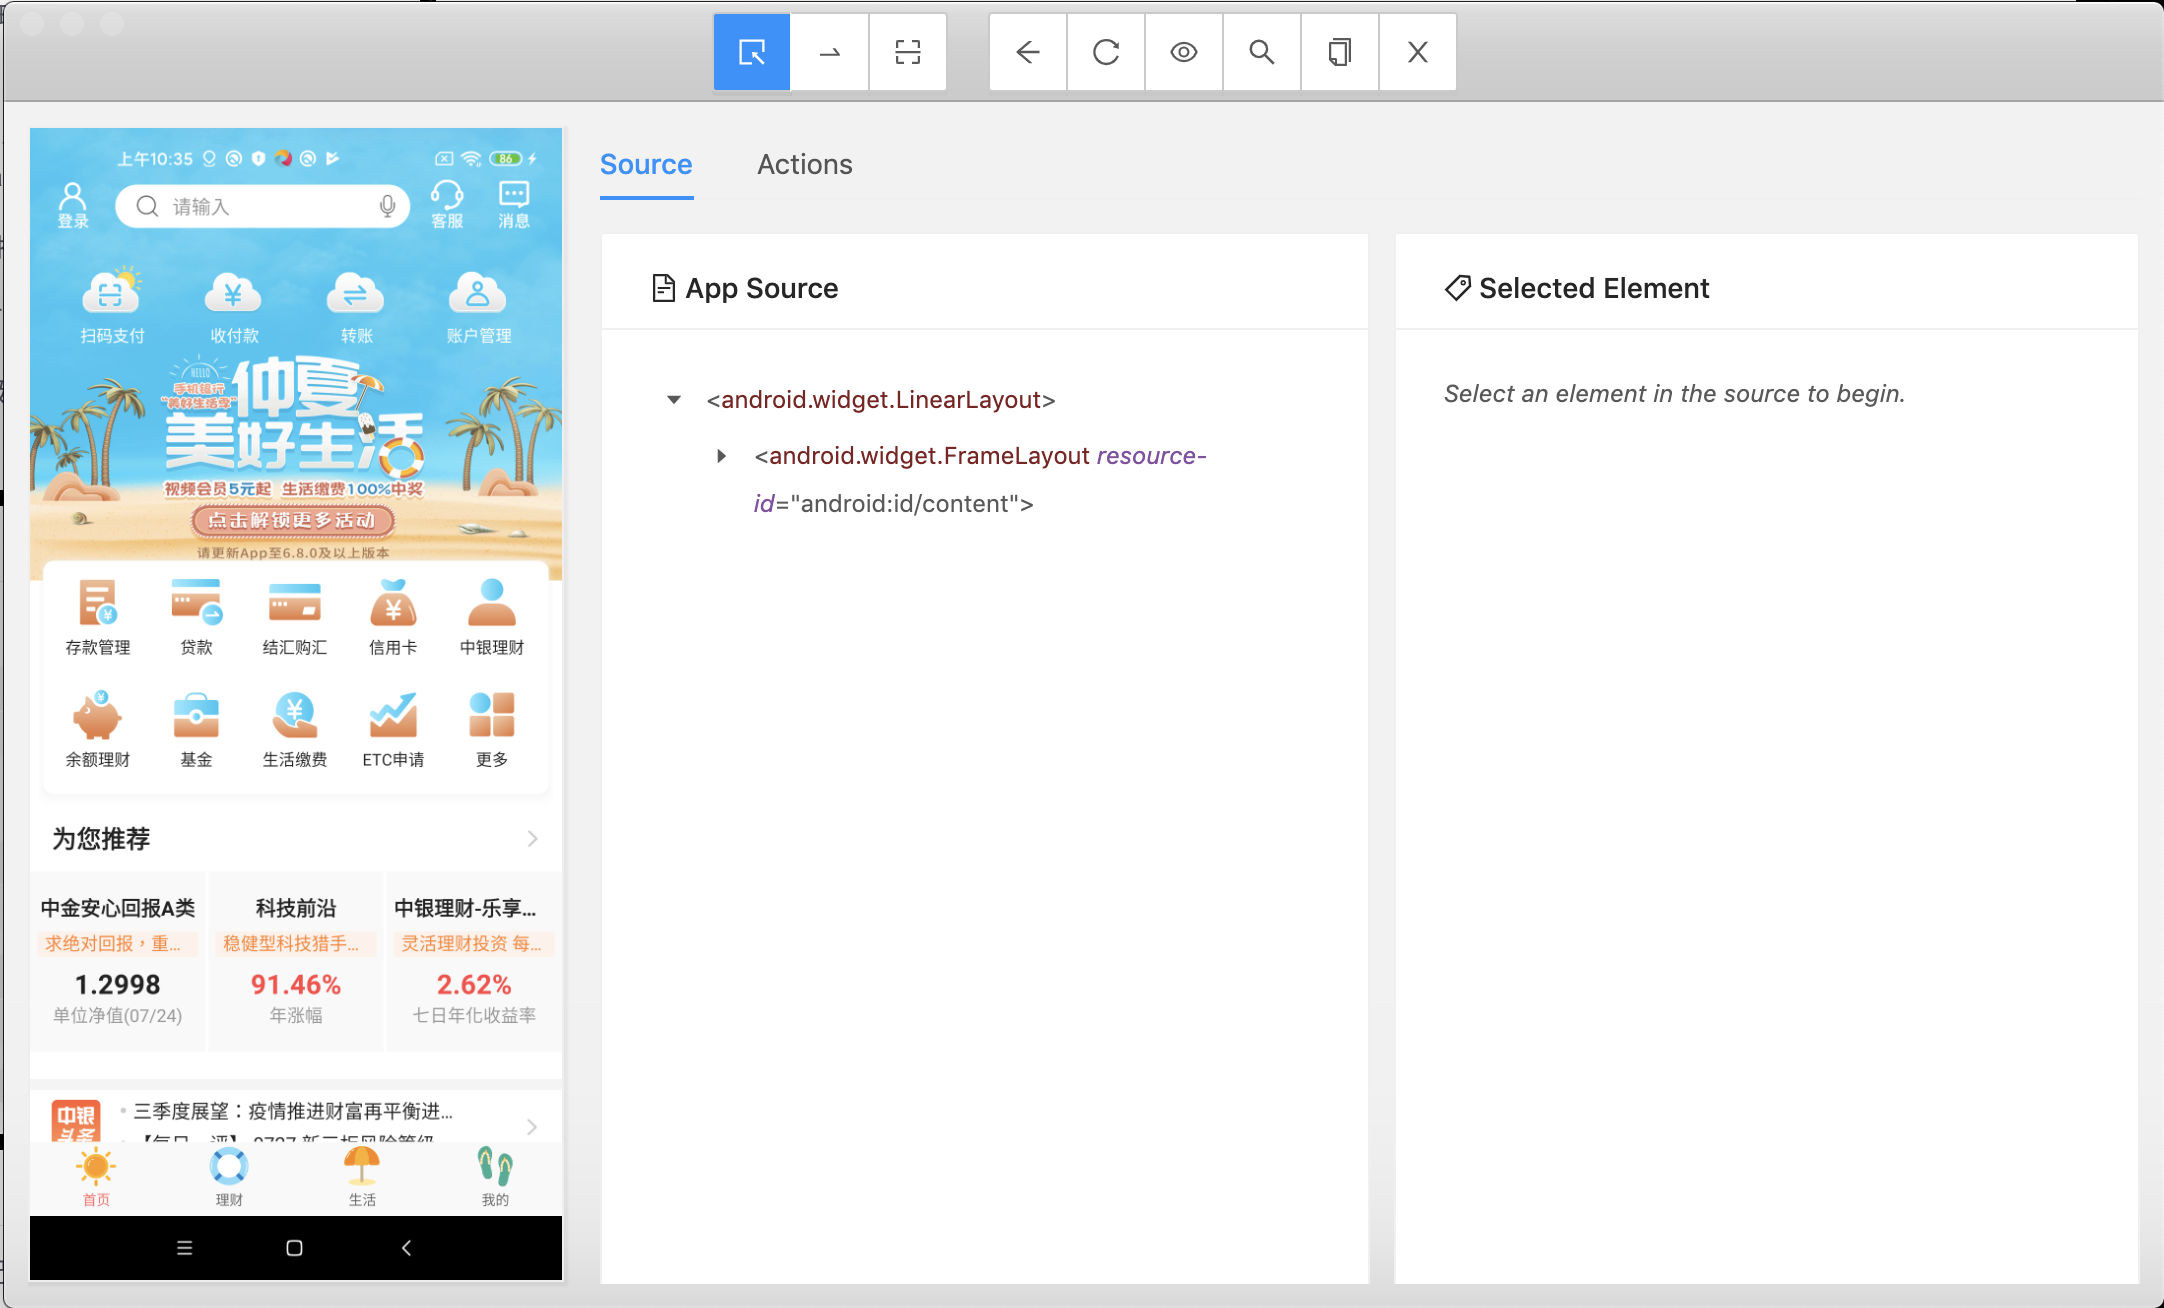 上午10:35
86
登录
请输入
客服
消息
扫码支付
收付款
转账
账户管理
HELLO
手机银行
"美好生活季"
仲夏
美好生活
视频会员5元起 生活缴费100%中奖
点击解锁更多活动
请更新App至6.8.0及以上版本
存款管理
贷款
结汇购汇
信用卡
中银理财
余额理财
基金
生活缴费
ETC申请
更多
为您推荐
中金安心回报A类
科技前沿
中银理财-乐享...
求绝对回报，重...
稳健型科技猎手...
灵活理财投资 每...
1.2998
91.46%
2.62%
单位净值(07/24)
年涨幅
七日年化收益率
中银
三季度展望：疫情推进财富再平衡进...
首页
理财
生活
我的
Source
Actions
App Source
<android.widget.LinearLayout>
<android.widget.FrameLayout resource-
id="android:id/content">
Selected Element
Select an element in the source to begin.